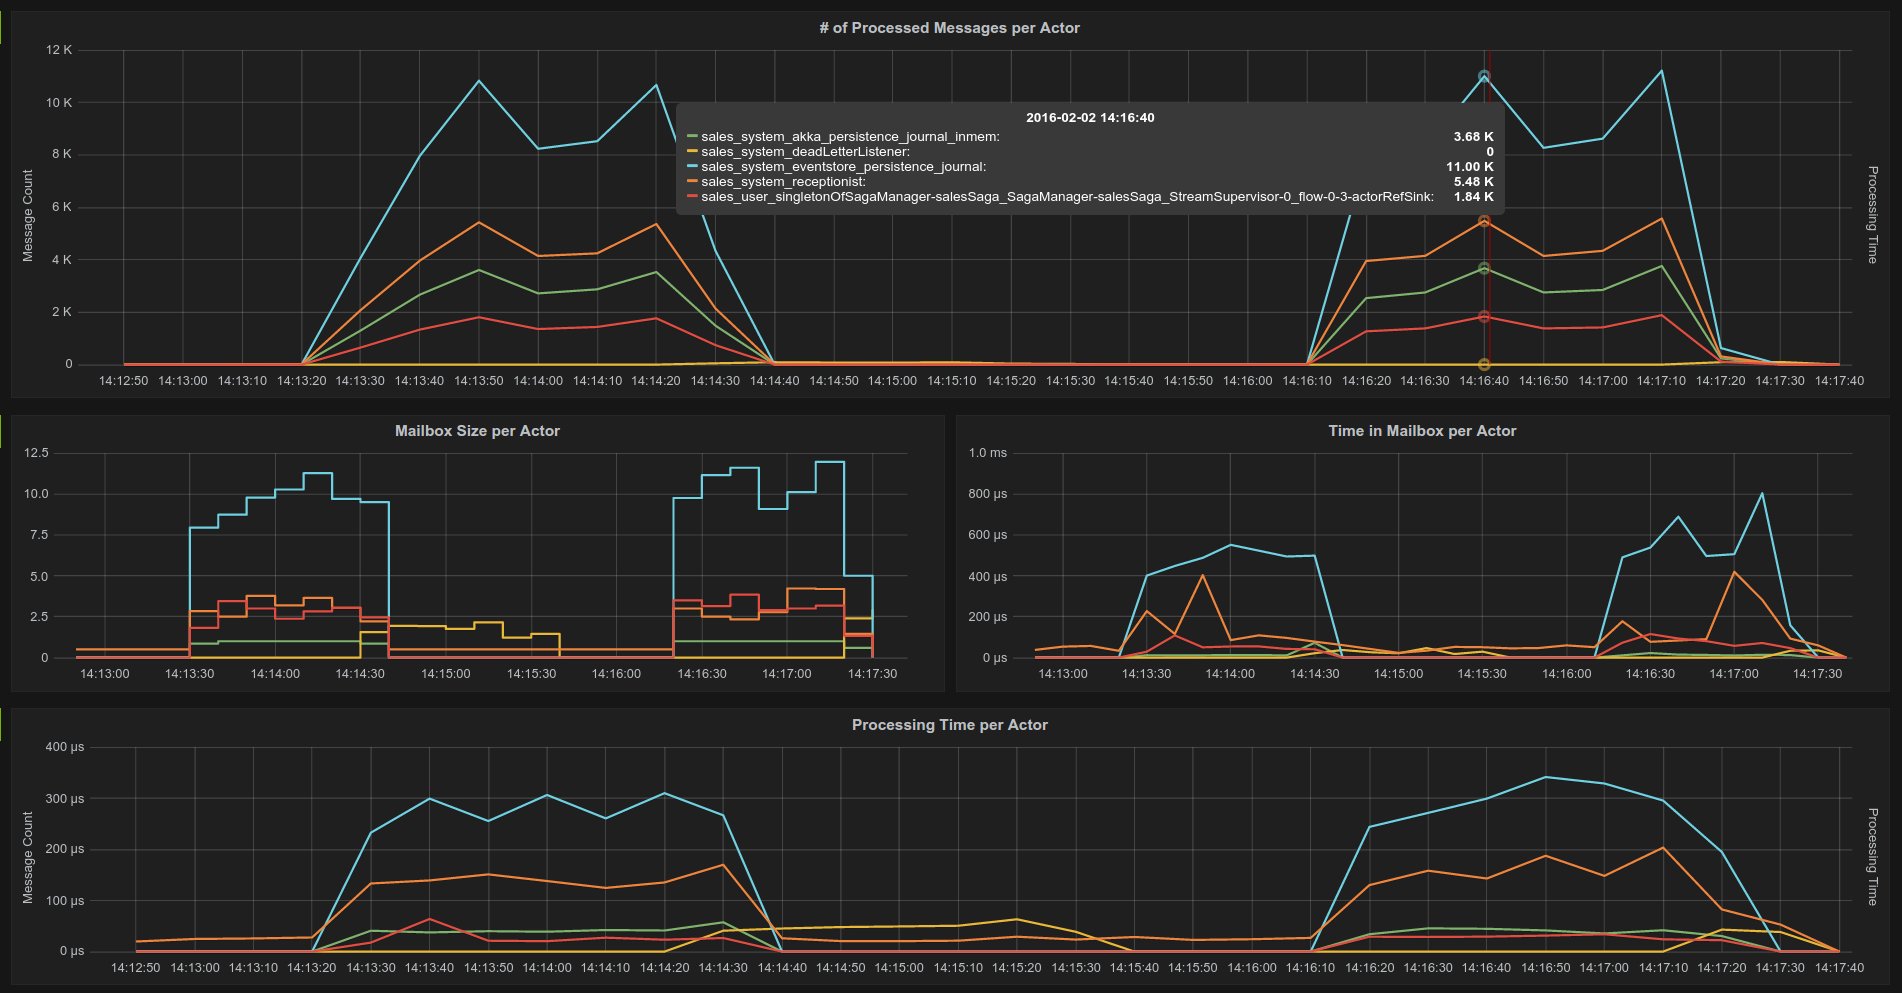 # of Processed Messages per Actor
12 K
10 K
8 K
6 K
4 K
2 K
0
Message Count
Processing Time
2016-02-02 14:16:40
sales_system_akka_persistence_journal_inmem: 3.68 K
sales_system_deadLetterListener: 0
sales_system_eventstore_persistence_journal: 11.00 K
sales_system_receptionist: 5.48 K
sales_user_singletonOfSagaManager-salesSaga_SagaManager-salesSaga_StreamSupervisor-0_flow-0-3-actorRefSink: 1.84 K
14:12:50 14:13:00 14:13:10 14:13:20 14:13:30 14:13:40 14:13:50 14:14:00 14:14:10 14:14:20 14:14:30 14:14:40 14:14:50 14:15:00 14:15:10 14:15:20 14:15:30 14:15:40 14:15:50 14:16:00 14:16:10 14:16:20 14:16:30 14:16:40 14:16:50 14:17:00 14:17:10 14:17:20 14:17:30 14:17:40
Mailbox Size per Actor
12.5
10.0
7.5
5.0
2.5
0
14:13:00 14:13:30 14:14:00 14:14:30 14:15:00 14:15:30 14:16:00 14:16:30 14:17:00 14:17:30
Time in Mailbox per Actor
1.0 ms
800 µs
600 µs
400 µs
200 µs
0 µs
14:13:00 14:13:30 14:14:00 14:14:30 14:15:00 14:15:30 14:16:00 14:16:30 14:17:00 14:17:30
Processing Time per Actor
400 µs
300 µs
200 µs
100 µs
0 µs
Message Count
Processing Time
14:12:50 14:13:00 14:13:10 14:13:20 14:13:30 14:13:40 14:13:50 14:14:00 14:14:10 14:14:20 14:14:30 14:14:40 14:14:50 14:15:00 14:15:10 14:15:20 14:15:30 14:15:40 14:15:50 14:16:00 14:16:10 14:16:20 14:16:30 14:16:40 14:16:50 14:17:00 14:17:10 14:17:20 14:17:30 14:17:40